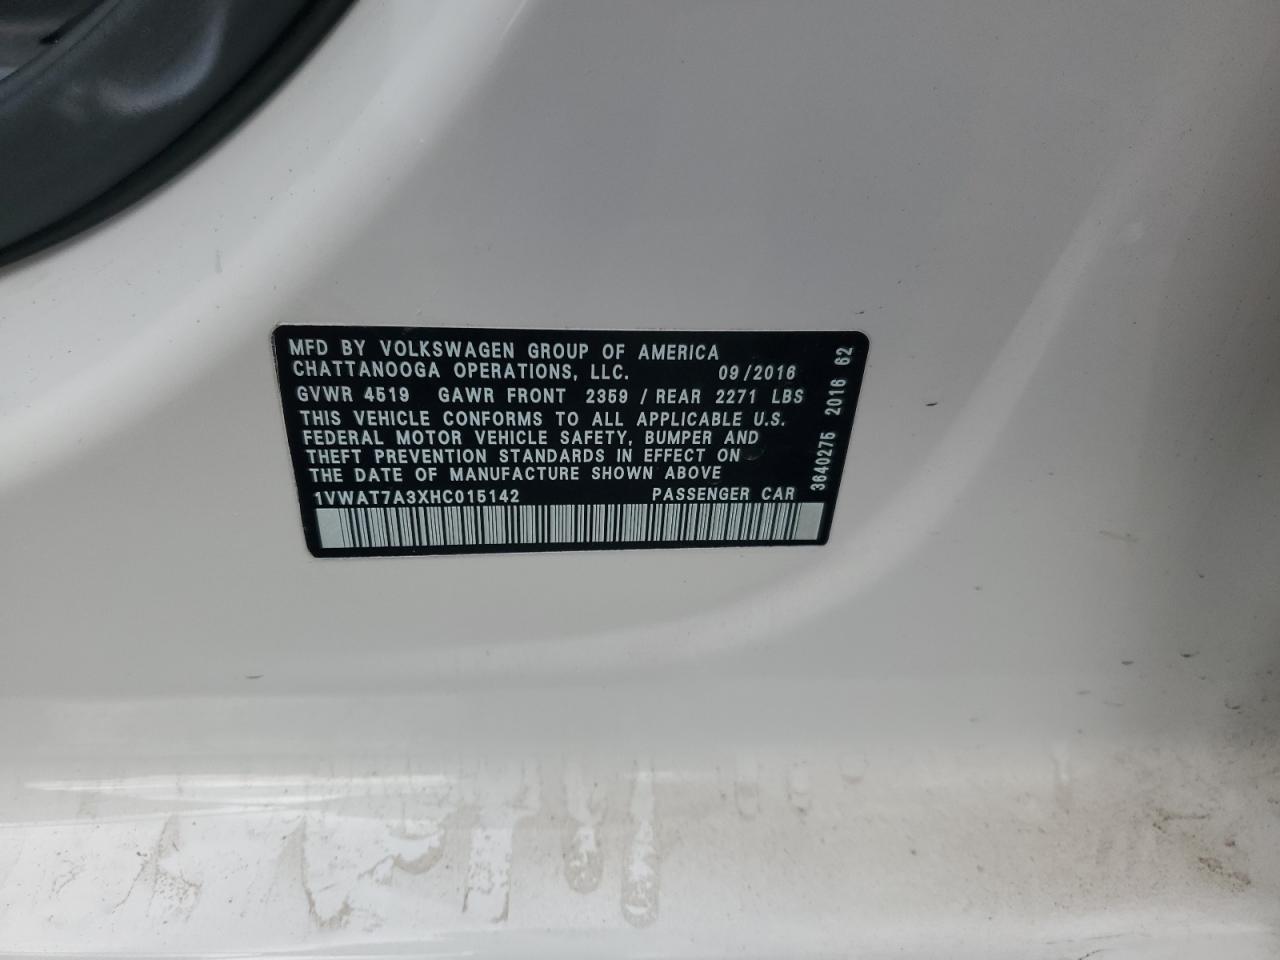 MFD BY VOLKSWAGEN GROUP OF AMERICA
CHATTANOOGA OPERATIONS, LLC. 09/2016
GVWR 4519 GAWR FRONT 2359 / REAR 2271 LBS
THIS VEHICLE CONFORMS TO ALL APPLICABLE U.S.
FEDERAL MOTOR VEHICLE SAFETY, BUMPER AND
THEFT PREVENTION STANDARDS IN EFFECT ON
THE DATE OF MANUFACTURE SHOWN ABOVE
1VWAT7A3XHC015142 PASSENGER CAR
3640276 2016 62